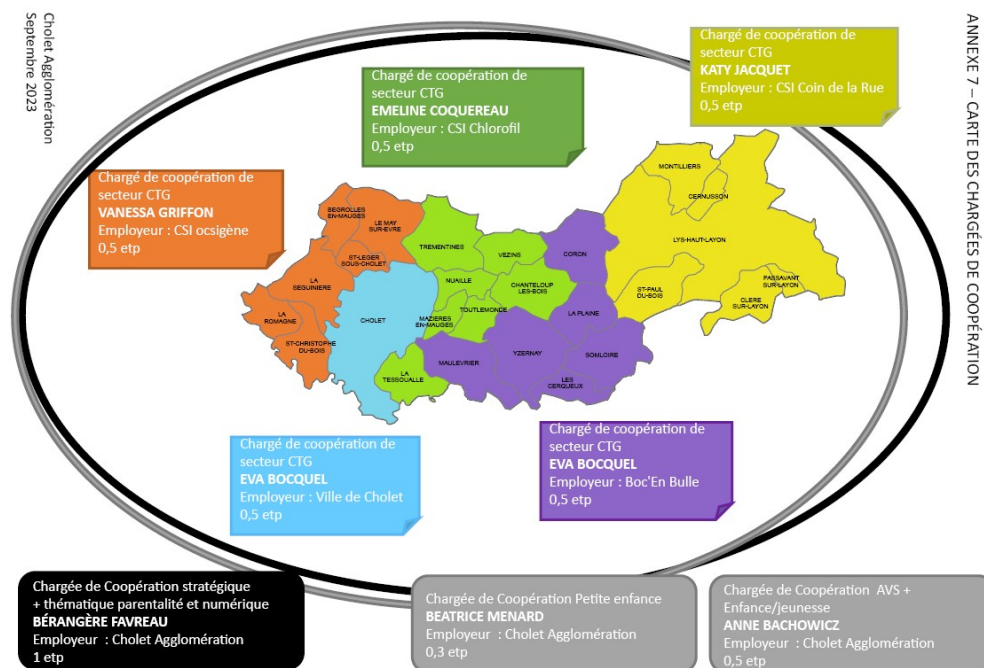 Cholet Agglomération
Septembre 2023
ANNEXE 7 – CARTE DES CHARGÉES DE COOPÉRATION
Chargé de coopération de
secteur CTG
KATY JACQUET
Employeur : CSI Coin de la Rue
0,5 etp
Chargé de coopération de
secteur CTG
EMELINE COQUEREAU
Employeur : CSI Chlorofil
0,5 etp
Chargé de coopération de
secteur CTG
VANESSA GRIFFON
Employeur : CSI ocsigène
0,5 etp
MONTILLIERS
CERNUSSON
LYS-HAUT-LAYON
ST-PAUL
DU-BOIS
PASSAVANT
SUR-LAYON
CLERE
SUR-LAYON
BEGROLLES
EN-MAUGES
LE MAY
SUR-EVRE
ST-LEGER
SOUS-CHOLET
LA
SEGUINIERE
LA
ROMAGNE
ST-CHRISTOPHE
DU-BOIS
CHOLET
TREMENTINES
VEZINS
NUAILLE
CHANTELOUP
LES-BOIS
TOUTLEMONDE
MAZIERES
EN-MAUGES
LA
TESSOUALLE
CORON
LA PLAINE
MAULEVRIER
YZERNAY
SOMLOIRE
LES
CERQUEUX
Chargé de coopération de
secteur CTG
EVA BOCQUEL
Employeur : Ville de Cholet
0,5 etp
Chargé de coopération de
secteur CTG
EVA BOCQUEL
Employeur : Boc'En Bulle
0,5 etp
Chargée de Coopération stratégique
+ thématique parentalité et numérique
BÉRANGÈRE FAVREAU
Employeur : Cholet Agglomération
1 etp
Chargée de Coopération Petite enfance
BEATRICE MENARD
Employeur : Cholet Agglomération
0,3 etp
Chargée de Coopération AVS +
Enfance/jeunesse
ANNE BACHOWICZ
Employeur : Cholet Agglomération
0,5 etp